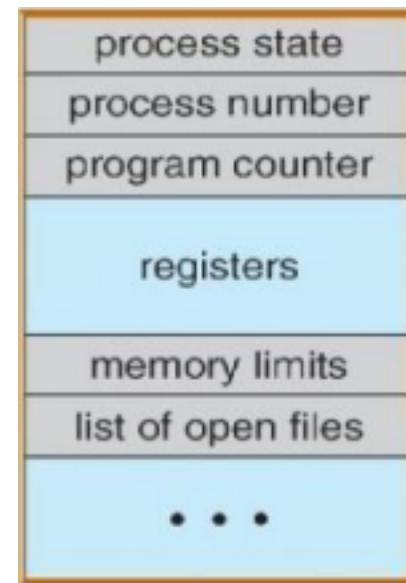 process state
process number
program counter
registers
memory limits
list of open files
• • •